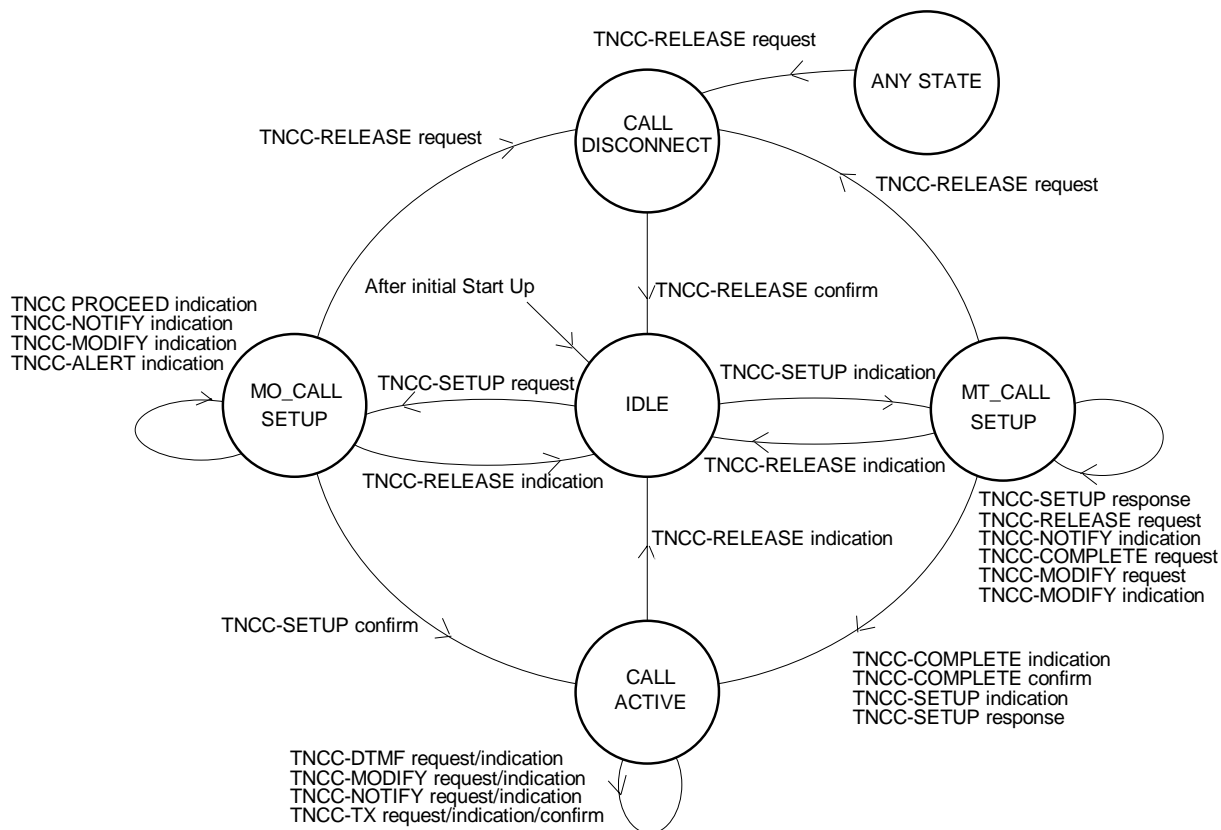 TNCC-RELEASE request
ANY STATE
CALL
DISCONNECT
TNCC-RELEASE request
TNCC-RELEASE request
After initial Start Up
TNCC-RELEASE confirm
TNCC PROCEED indication
TNCC-NOTIFY indication
TNCC-MODIFY indication
TNCC-ALERT indication
MO_CALL
SETUP
TNCC-SETUP request
IDLE
TNCC-SETUP indication
MT_CALL
SETUP
TNCC-RELEASE indication
TNCC-RELEASE indication
TNCC-SETUP response
TNCC-RELEASE request
TNCC-NOTIFY indication
TNCC-COMPLETE request
TNCC-MODIFY request
TNCC-MODIFY indication
TNCC-RELEASE indication
TNCC-SETUP confirm
TNCC-COMPLETE indication
TNCC-COMPLETE confirm
TNCC-SETUP indication
TNCC-SETUP response
CALL
ACTIVE
TNCC-DTMF request/indication
TNCC-MODIFY request/indication
TNCC-NOTIFY request/indication
TNCC-TX request/indication/confirm